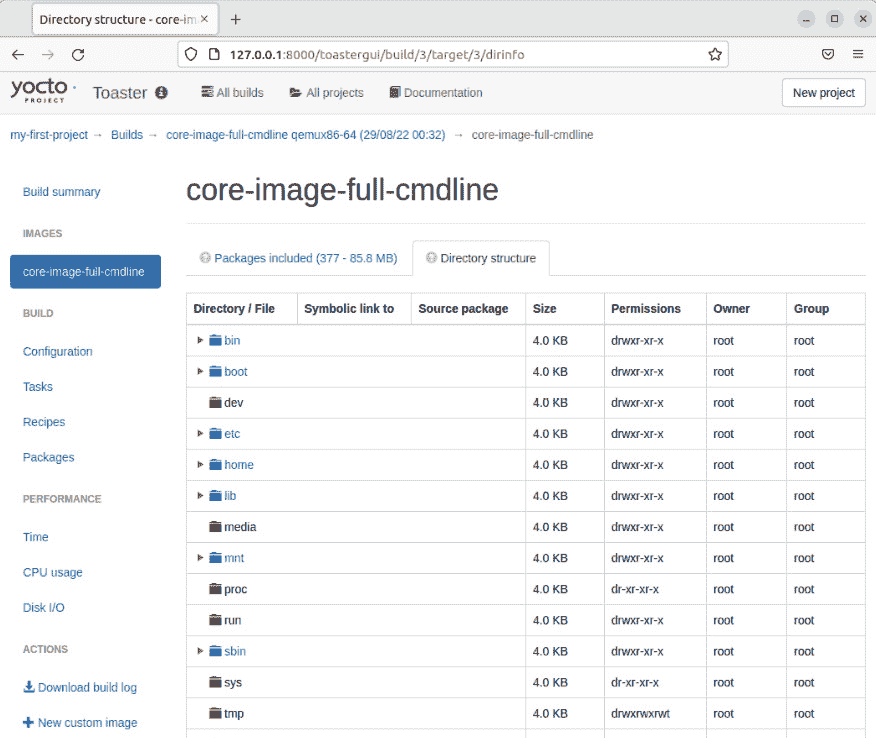 Directory structure - core-im
127.0.0.1:8000/toastergui/build/3/target/3/dirinfo
yocto PROJECT Toaster All builds All projects Documentation New project
my-first-project → Builds → core-image-full-cmdline qemux86-64 (29/08/22 00:32) → core-image-full-cmdline
Build summary
IMAGES
core-image-full-cmdline
BUILD
Configuration
Tasks
Recipes
Packages
PERFORMANCE
Time
CPU usage
Disk I/O
ACTIONS
Download build log
New custom image
core-image-full-cmdline
Packages included (377 - 85.8 MB) Directory structure
Directory / File Symbolic link to Source package Size Permissions Owner Group
bin 4.0 KB drwxr-xr-x root root
boot 4.0 KB drwxr-xr-x root root
dev 4.0 KB drwxr-xr-x root root
etc 4.0 KB drwxr-xr-x root root
home 4.0 KB drwxr-xr-x root root
lib 4.0 KB drwxr-xr-x root root
media 4.0 KB drwxr-xr-x root root
mnt 4.0 KB drwxr-xr-x root root
proc 4.0 KB dr-xr-xr-x root root
run 4.0 KB drwxr-xr-x root root
sbin 4.0 KB drwxr-xr-x root root
sys 4.0 KB dr-xr-xr-x root root
tmp 4.0 KB drwxrwxrwt root root